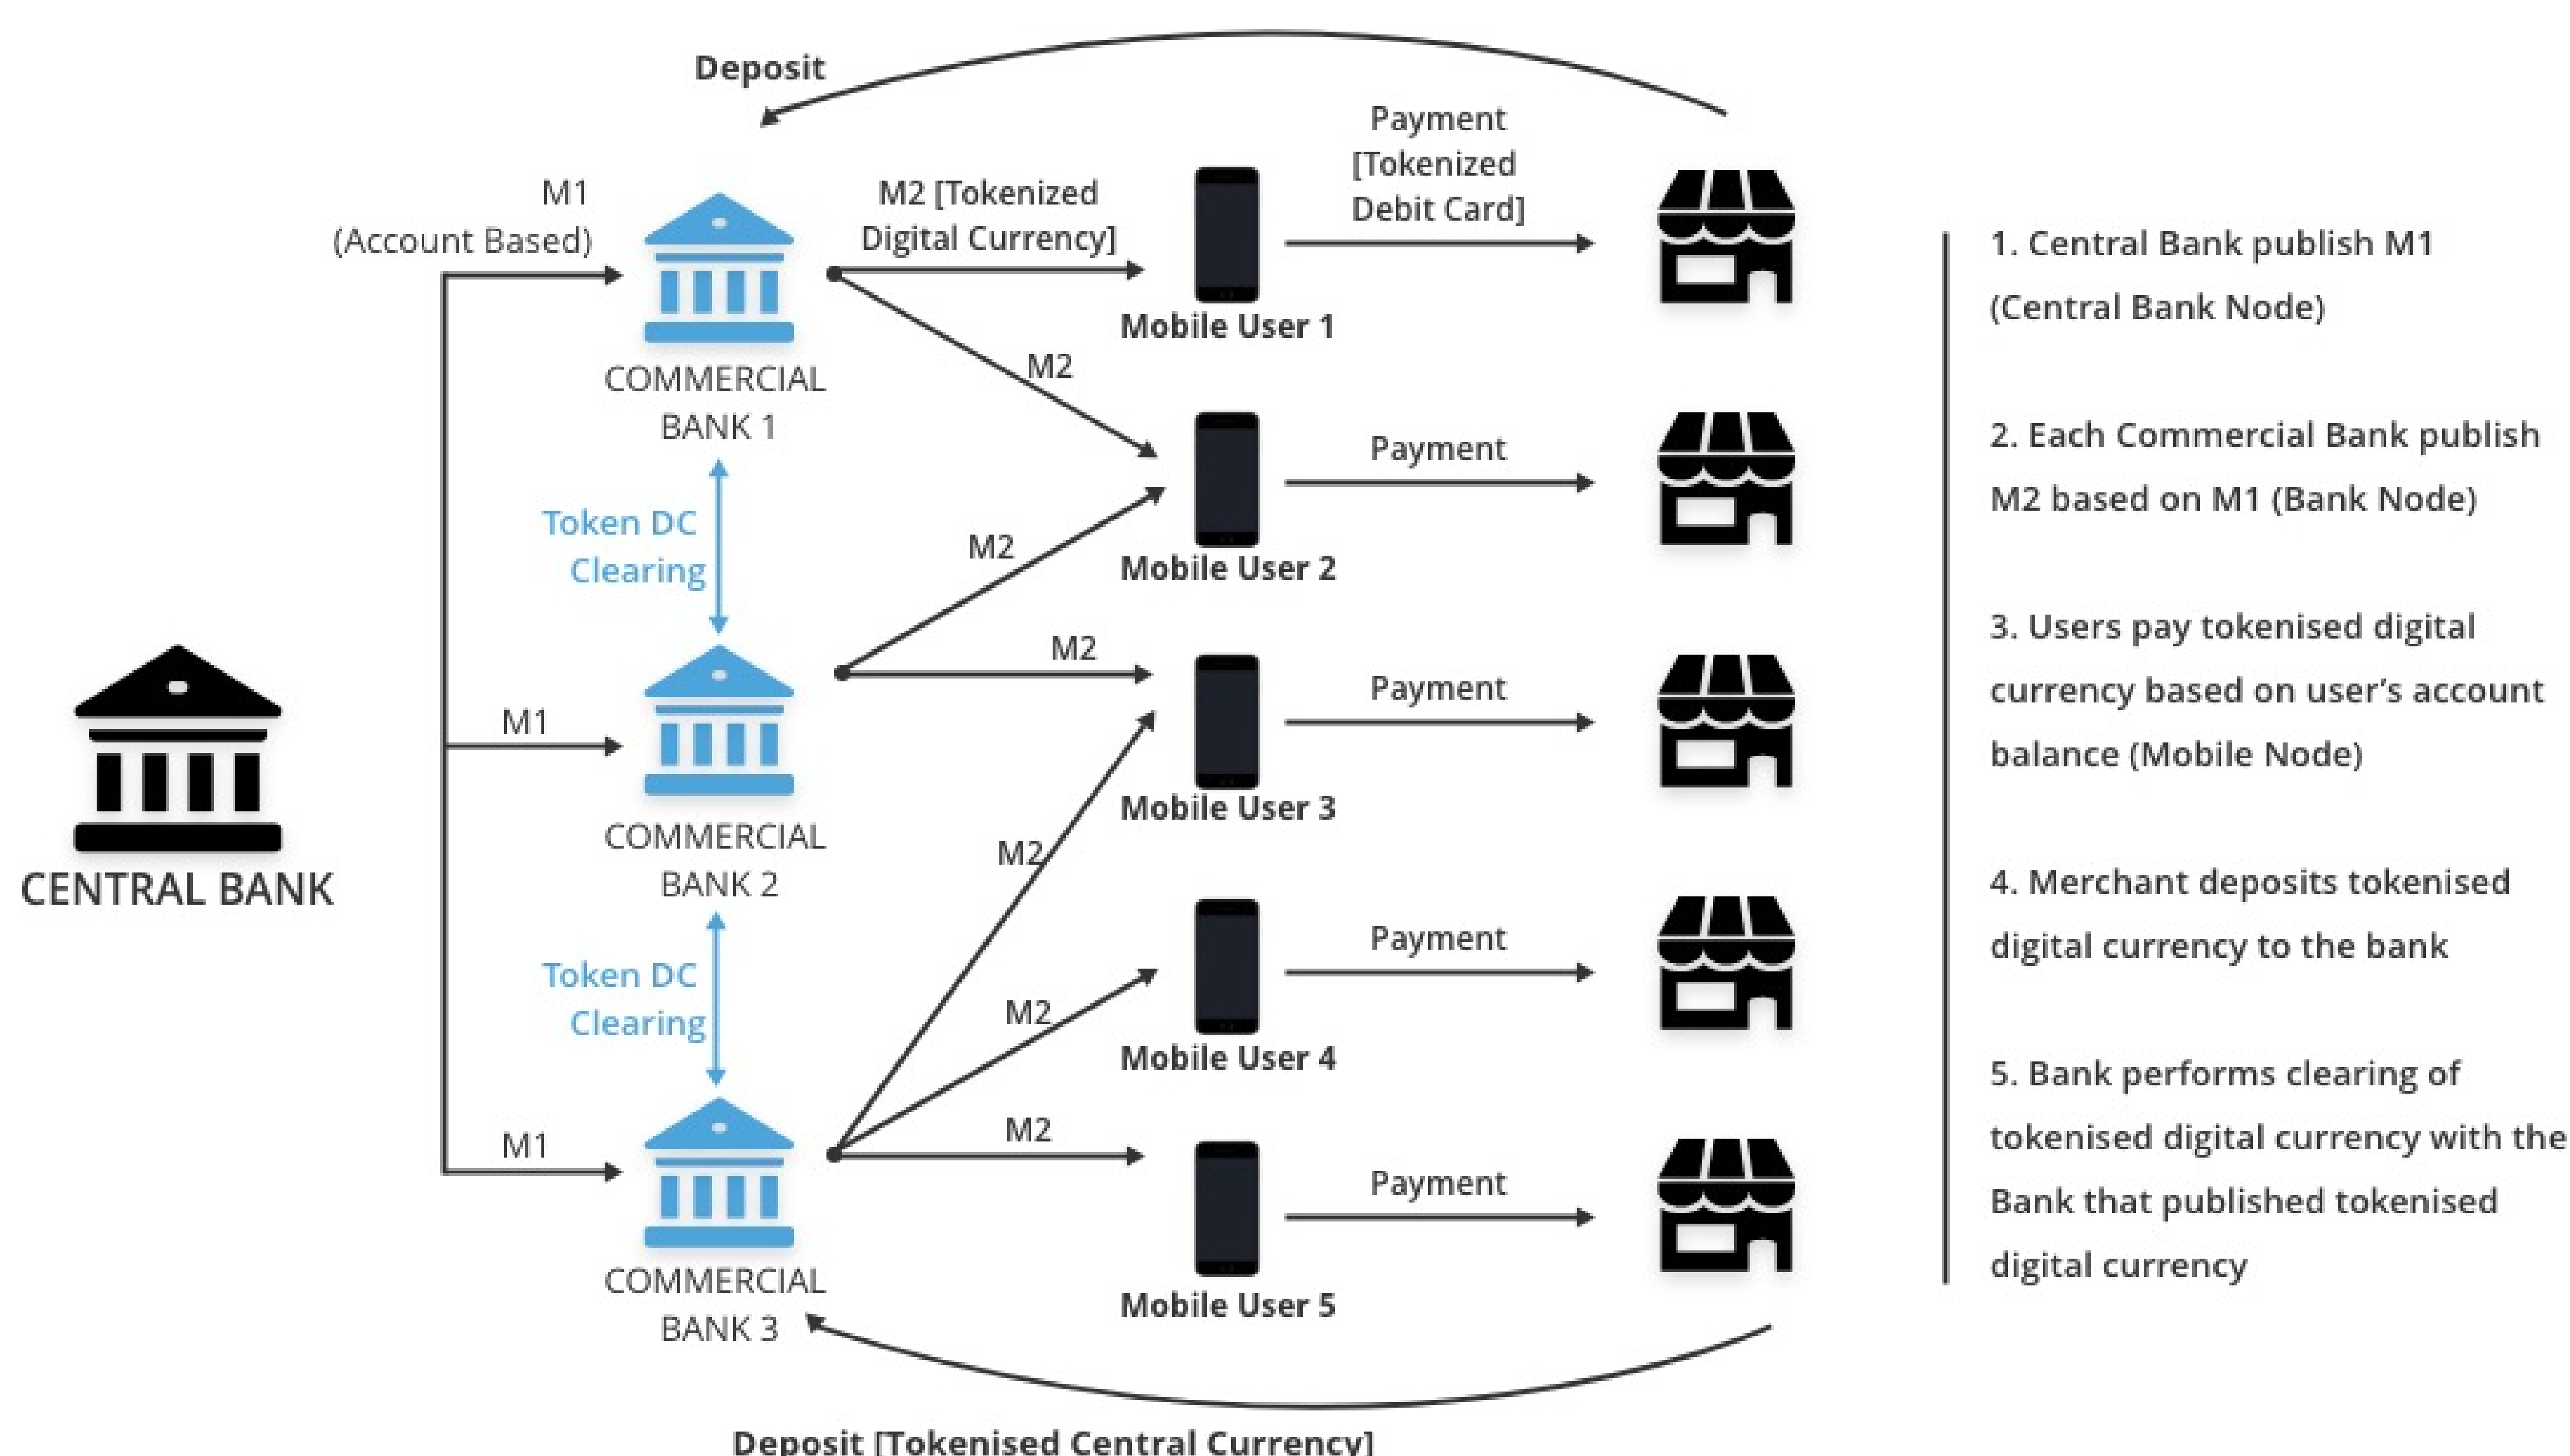 Deposit
Payment
[Tokenized
Debit Card]
M1
(Account Based)
M2 [Tokenized
Digital Currency]
Mobile User 1
COMMERCIAL
BANK 1
M2
Payment
Token DC
Clearing
M2
Mobile User 2
M2
Payment
M1
Mobile User 3
COMMERCIAL
BANK 2
M2
CENTRAL BANK
Payment
Token DC
Clearing
M2
Mobile User 4
M1
M2
Payment
COMMERCIAL
BANK 3
Mobile User 5
Deposit [Tokenised Central Currency]
1. Central Bank publish M1
(Central Bank Node)
2. Each Commercial Bank publish
M2 based on M1 (Bank Node)
3. Users pay tokenised digital
currency based on user’s account
balance (Mobile Node)
4. Merchant deposits tokenised
digital currency to the bank
5. Bank performs clearing of
tokenised digital currency with the
Bank that published tokenised
digital currency